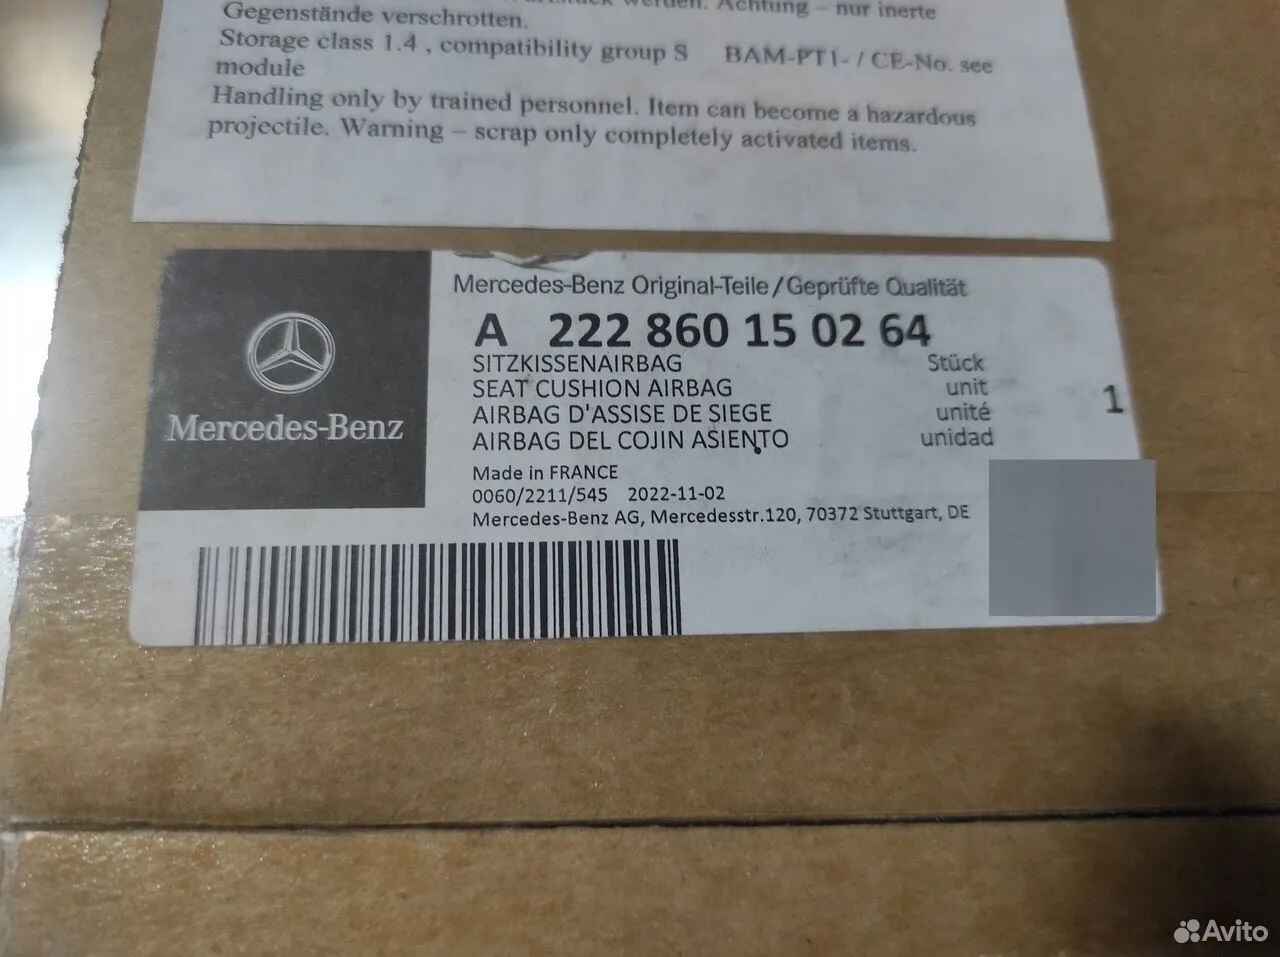 werden. Achtung – nur inerte
Gegenstände verschrotten.
Storage class 1.4 , compatibility group S BAM-PT1- / CE-No. see
module
Handling only by trained personnel. Item can become a hazardous
projectile. Warning – scrap only completely activated items.
Mercedes-Benz Original-Teile/Geprüfte Qualität
A 222 860 15 02 64
SITZKISSENAIRBAG Stück
SEAT CUSHION AIRBAG unit
AIRBAG D'ASSISE DE SIEGE unité
AIRBAG DEL COJIN ASIENTO unidad
1
Mercedes-Benz
Made in FRANCE
0060/2211/545 2022-11-02
Mercedes-Benz AG, Mercedesstr.120, 70372 Stuttgart, DE
Avito